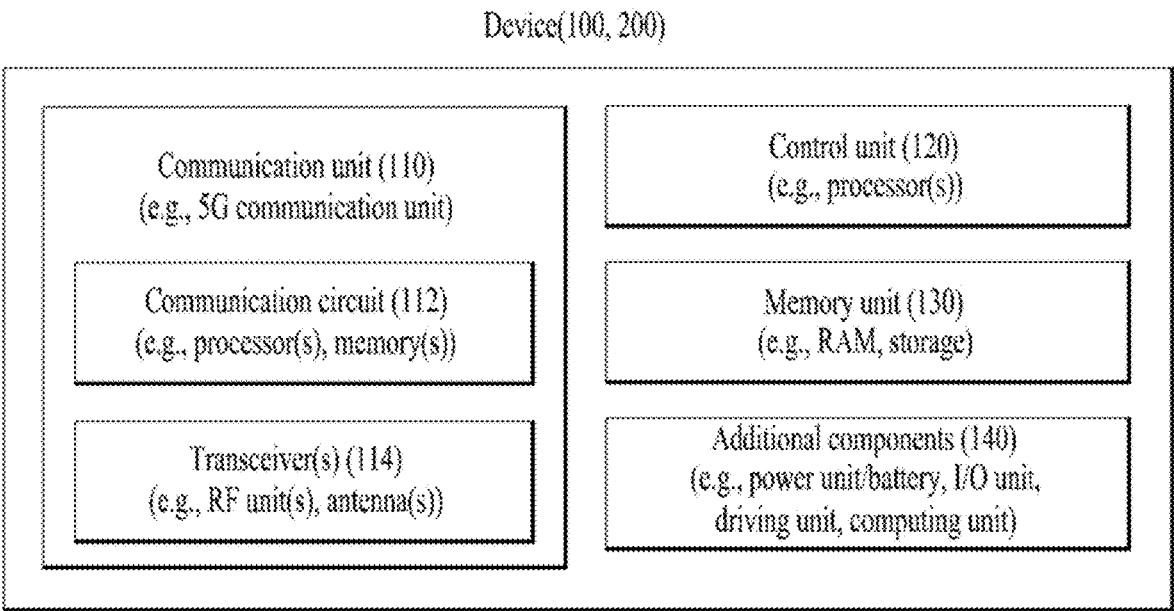 Device(100, 200)
Communication unit (110)
(e.g., 5G communication unit)
Communication circuit (112)
(e.g., processor(s), memory(s))
Transceiver(s) (114)
(e.g., RF unit(s), antenna(s))
Control unit (120)
(e.g., processor(s))
Memory unit (130)
(e.g., RAM, storage)
Additional components (140)
(e.g., power unit/battery, I/O unit,
driving unit, computing unit)